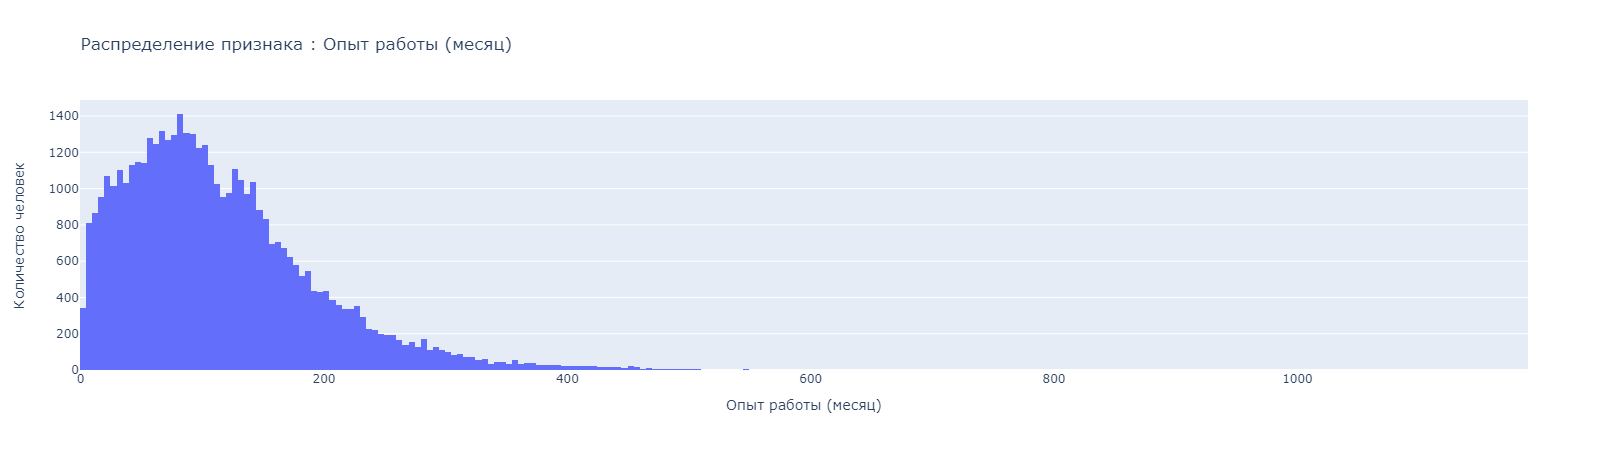 Распределение признака : Опыт работы (месяц)
Количество человек
1400
1200
1000
800
600
400
200
0
0 200 400 600 800 1000
Опыт работы (месяц)